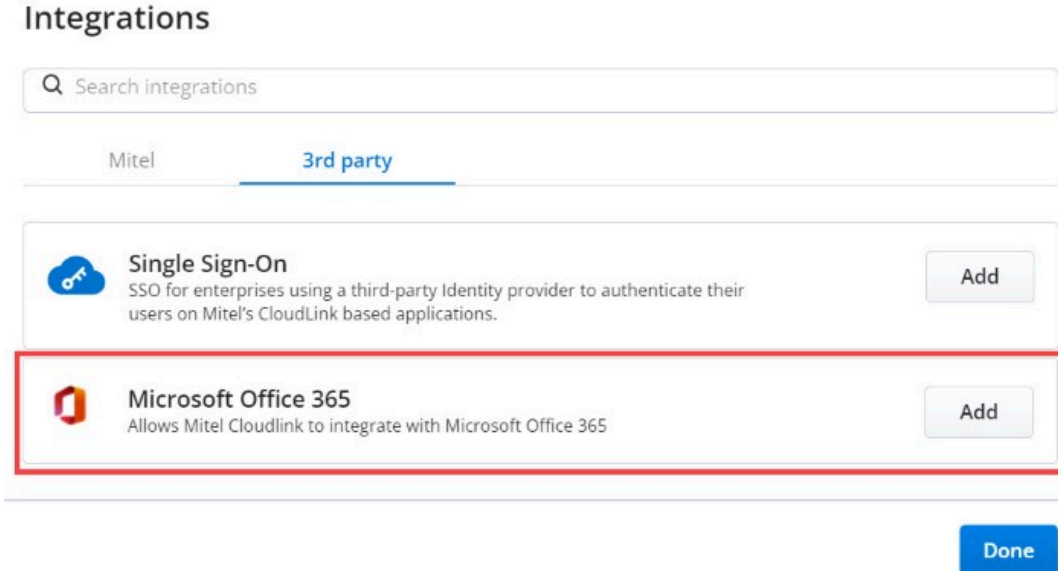 Integrations
Search integrations
Mitel 3rd party
Single Sign-On
SSO for enterprises using a third-party Identity provider to authenticate their
users on Mitel's CloudLink based applications.
Add
Microsoft Office 365
Allows Mitel Cloudlink to integrate with Microsoft Office 365
Add
Done